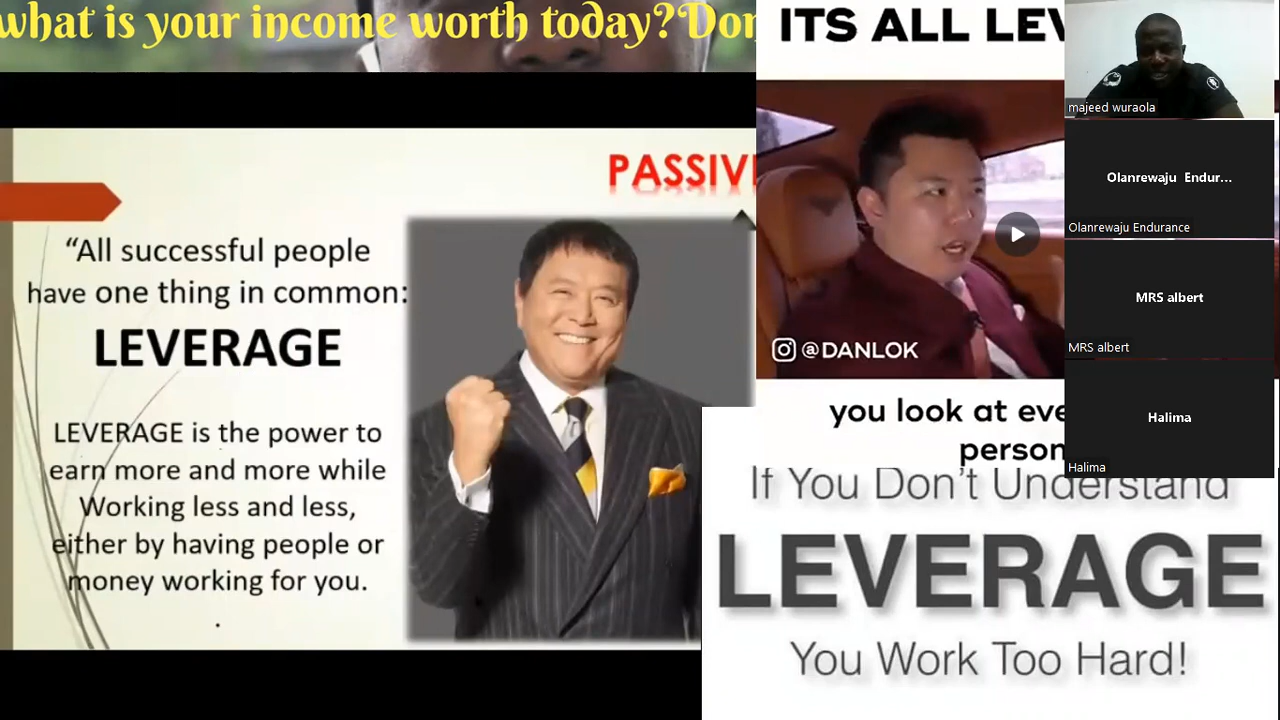 what is your income worth today?Don
PASSIV
“All successful people
have one thing in common:
LEVERAGE
LEVERAGE is the power to
earn more and more while
Working less and less,
either by having people or
money working for you.
.
ITS ALL LEV
@DANLOK
you look at eve
person
If You Don't Understand
LEVERAGE
You Work Too Hard!
majeed wuraola
Olanrewaju Endur...
Olanrewaju Endurance
MRS albert
MRS albert
Halima
Halima